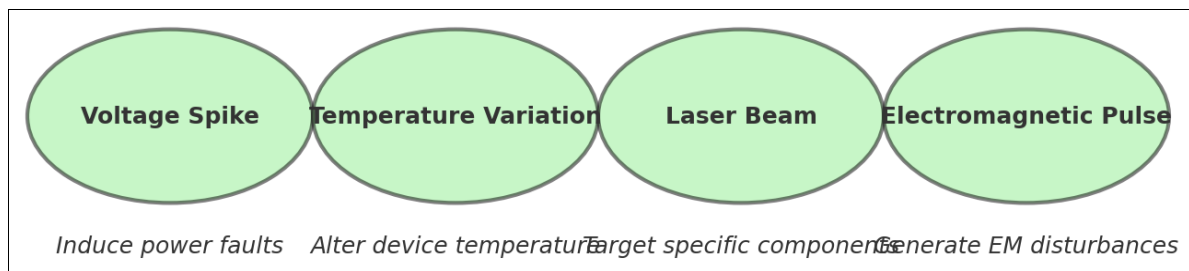 Voltage Spike
Temperature Variation
Laser Beam
Electromagnetic Pulse
Induce power faults
Alter device temperature
Target specific components
Generate EM disturbances